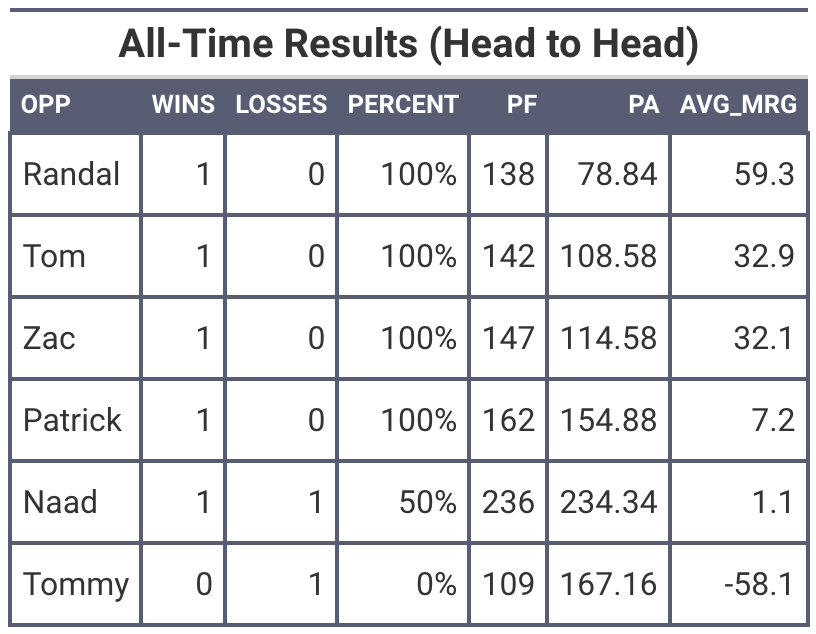 All-Time Results (Head to Head)
OPP WINS LOSSES PERCENT PF PA AVG_MRG
Randal 1 0 100% 138 78.84 59.3
Tom 1 0 100% 142 108.58 32.9
Zac 1 0 100% 147 114.58 32.1
Patrick 1 0 100% 162 154.88 7.2
Naad 1 1 50% 236 234.34 1.1
Tommy 0 1 0% 109 167.16 -58.1